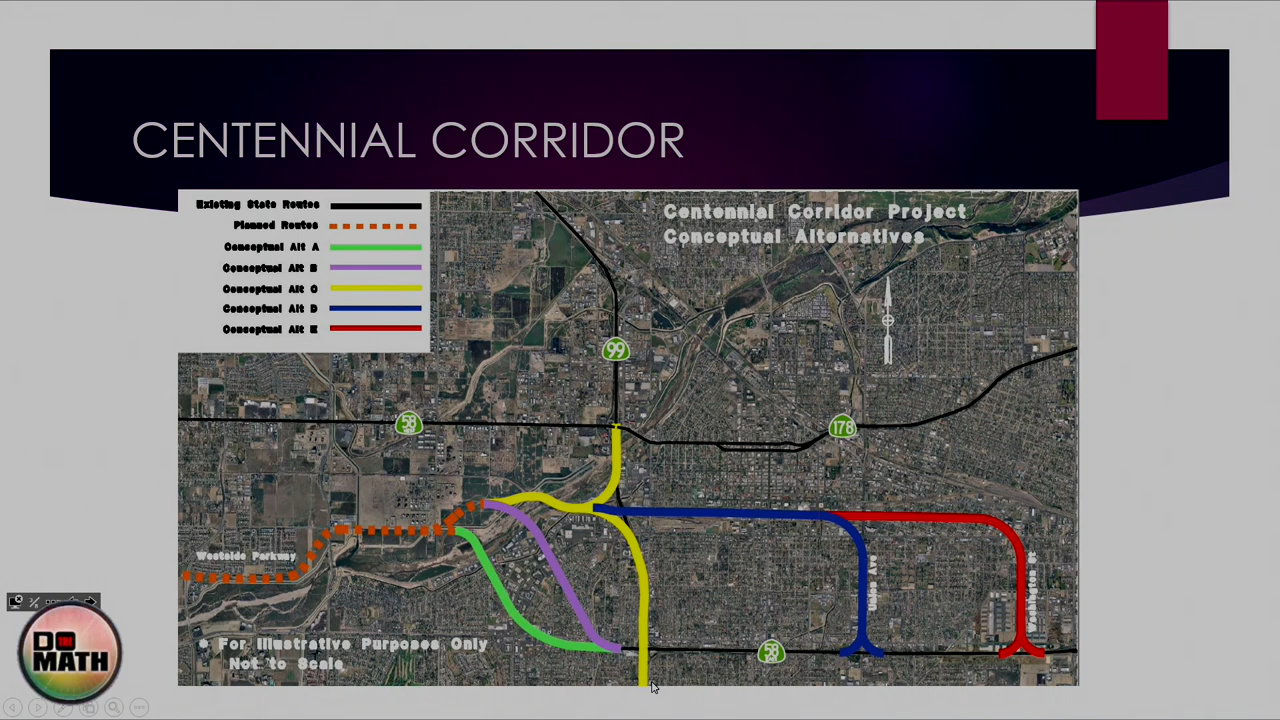 CENTENNIAL CORRIDOR
Existing State Routes
Planned Routes
Conceptual Alt A
Conceptual Alt B
Conceptual Alt C
Conceptual Alt D
Conceptual Alt E
Centennial Corridor Project
Conceptual Alternatives
99
58
178
Westside Parkway
Union Ave
Washington St
58
For Illustrative Purposes Only
Not to Scale
DO THE
MATH